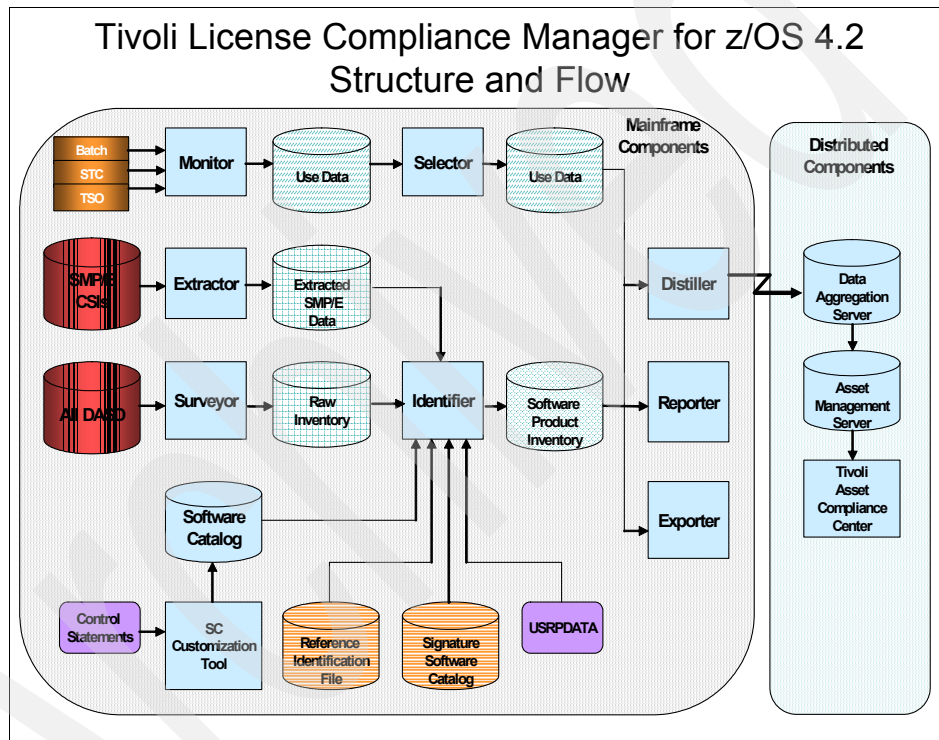 Tivoli License Compliance Manager for z/OS 4.2
Structure and Flow
Mainframe
Components
Distributed
Components
Batch
STC
TSO
Monitor
Use Data
Selector
Use Data
SMP/E
CSIs
Extractor
Extracted
SMP/E
Data
Distiller
Data
Aggregation
Server
All DASD
Surveyor
Raw
Inventory
Identifier
Software
Product
Inventory
Reporter
Asset
Management
Server
Software
Catalog
Exporter
Tivoli
Asset
Compliance
Center
Control
Statements
SC
Customization
Tool
Reference
Identification
File
Signature
Software
Catalog
USRPDATA